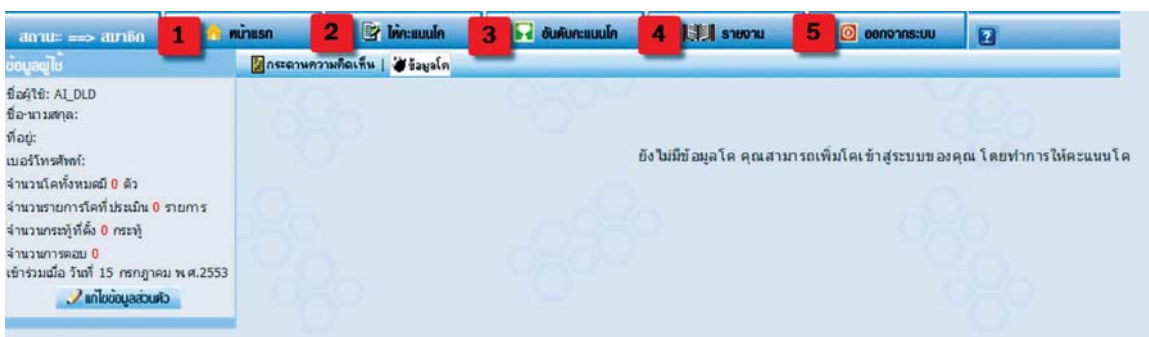 สถานะ ==> สมาชิก 1 หน้าแรก 2 ให้คะแนนโค 3 อันดับคะแนนโค 4 รายงาน 5 ออกจากระบบ ?
ข้อมูลผู้ใช้
กระดานความคิดเห็น | ข้อมูลโค
ชื่อผู้ใช้: AI_DLD
ชื่อ-นามสกุล:
ที่อยู่:
เบอร์โทรศัพท์:
จำนวนโคทั้งหมดมี 0 ตัว
จำนวนรายการโคที่ประเมิน 0 รายการ
จำนวนกระทู้ที่ตั้ง 0 กระทู้
จำนวนการตอบ 0
เข้าร่วมเมื่อ วันที่ 15 กรกฎาคม พ.ศ.2553
แก้ไขข้อมูลส่วนตัว
ยังไม่มีข้อมูลโค คุณสามารถเพิ่มโคเข้าสู่ระบบของคุณ โดยทำการให้คะแนนโค